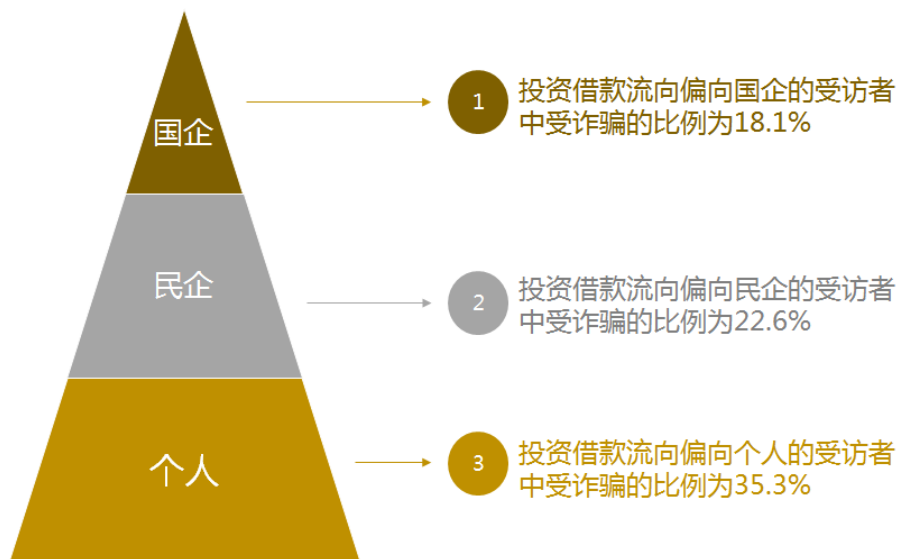 国企
1
投资借款流向偏向国企的受访者
中受诈骗的比例为18.1%
民企
2
投资借款流向偏向民企的受访者
中受诈骗的比例为22.6%
个人
3
投资借款流向偏向个人的受访者
中受诈骗的比例为35.3%